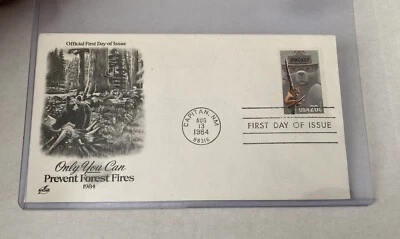 Official First Day of Issue
SMOKEY
USA 20c
CAPITAN, NM
AUG
13
1984
88316
FIRST DAY OF ISSUE
Only You Can
Prevent Forest Fires
1984